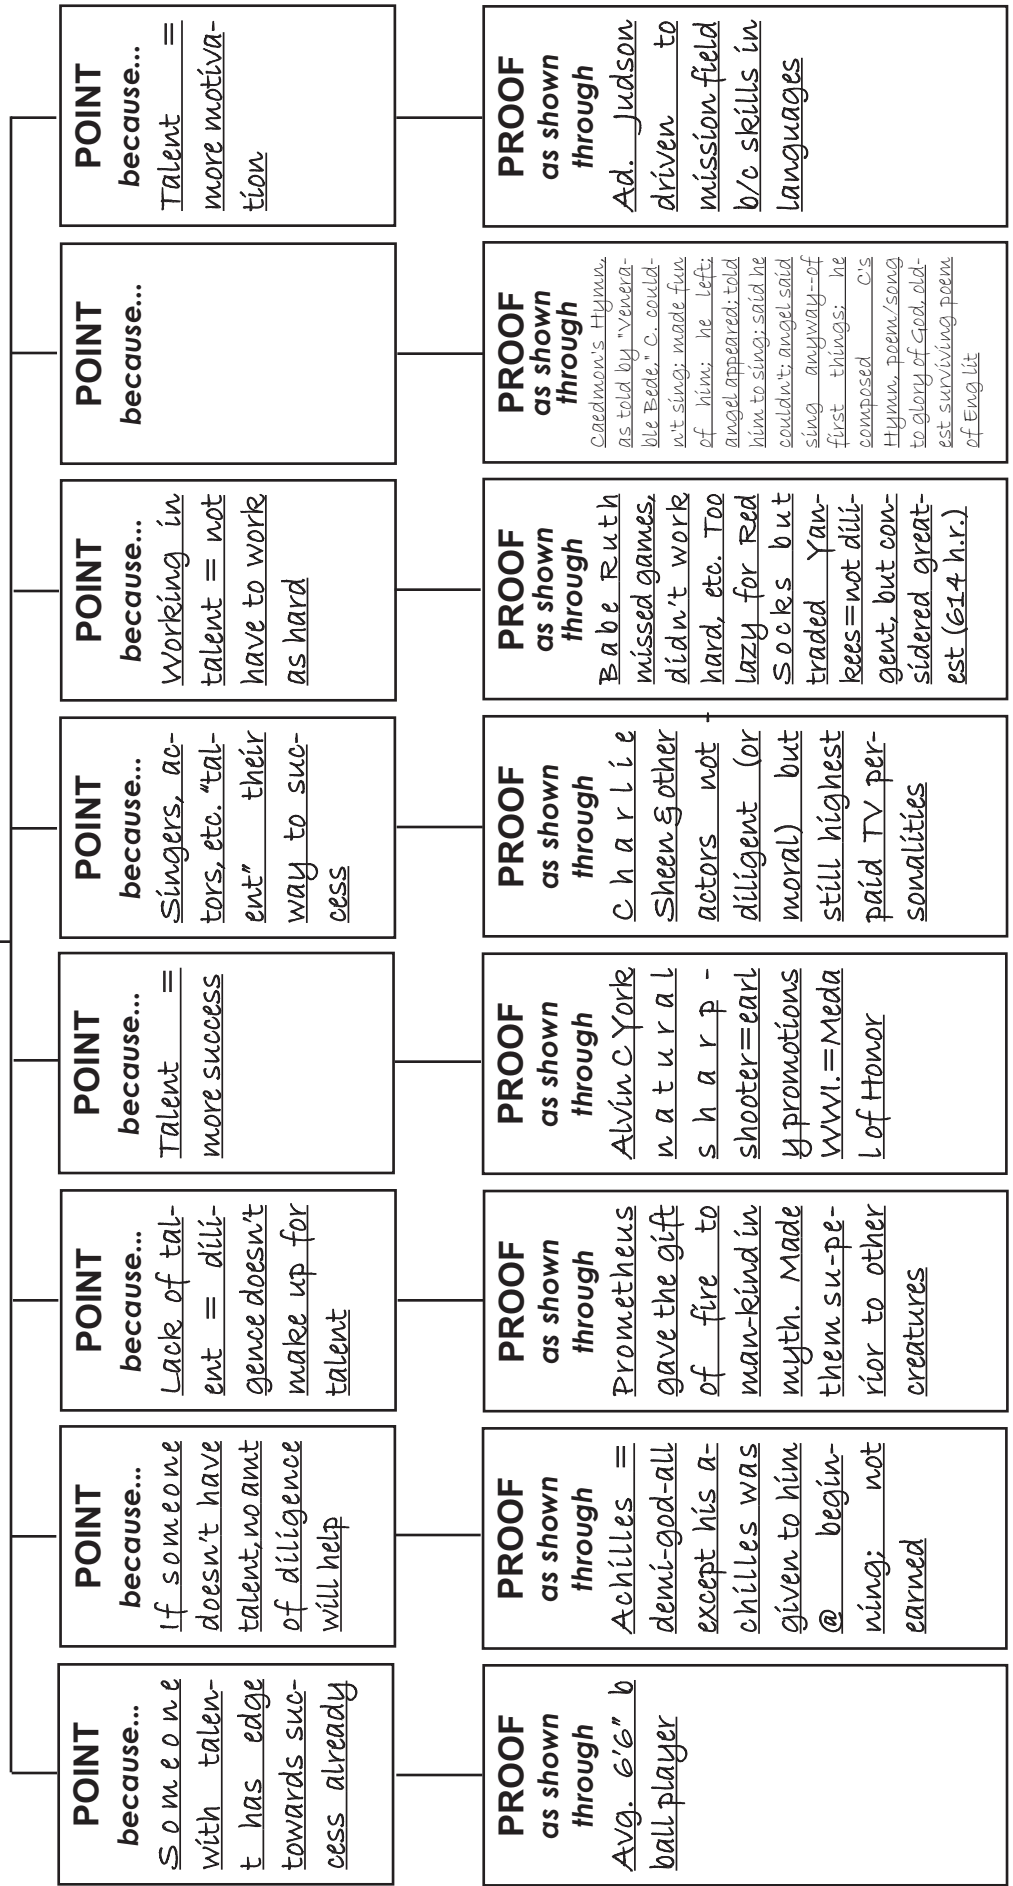 POINT
because...
Someone
with talen-
t has edge
towards suc-
cess already
POINT
because...
If someone
doesn't have
talent, no amt
of diligence
will help
POINT
because...
Lack of tal-
ent = dili-
gence doesn't
make up for
talent
POINT
because...
Talent =
more success
POINT
because...
Singers, ac-
tors, etc. "tal-
ent" their
way to suc-
cess
POINT
because...
Working in
talent = not
have to work
as hard
POINT
because...
POINT
because...
Talent =
more motiva-
tion
PROOF
as shown
through
Avg. 6'6" b
ball player
PROOF
as shown
through
Achilles =
demi-god-all
except his a-
chilles was
given to him
@ begin-
ning; not
earned
PROOF
as shown
through
Prometheus
gave the gift
of fire to
man-kind in
myth. Made
them su-pe-
rior to other
creatures
PROOF
as shown
through
Alvin C York
natural
sharp-
shooter=earl
y promotions
WWI.=Meda
l of Honor
PROOF
as shown
through
Charlie
Sheen & other
actors not
diligent (or
moral) but
still highest
paid TV per-
sonalities
PROOF
as shown
through
Babe Ruth
missed games,
didn't work
hard, etc. Too
lazy for Red
Socks but
traded Yan-
kees=not dili-
gent, but con-
sidered great-
est (614 h.r.)
PROOF
as shown
through
Caedmon's Hymn,
as told by "Venera-
ble Bede." C. could-
n't sing; made fun
of him; he left;
angel appeared; told
him to sing; said he
couldn't; angel said
sing anyway--of
first things; he
composed C's
Hymn, poem/song
to glory of God, old-
est surviving poem
of Eng lit
PROOF
as shown
through
Ad. Judson
driven to
mission field
b/c skills in
languages